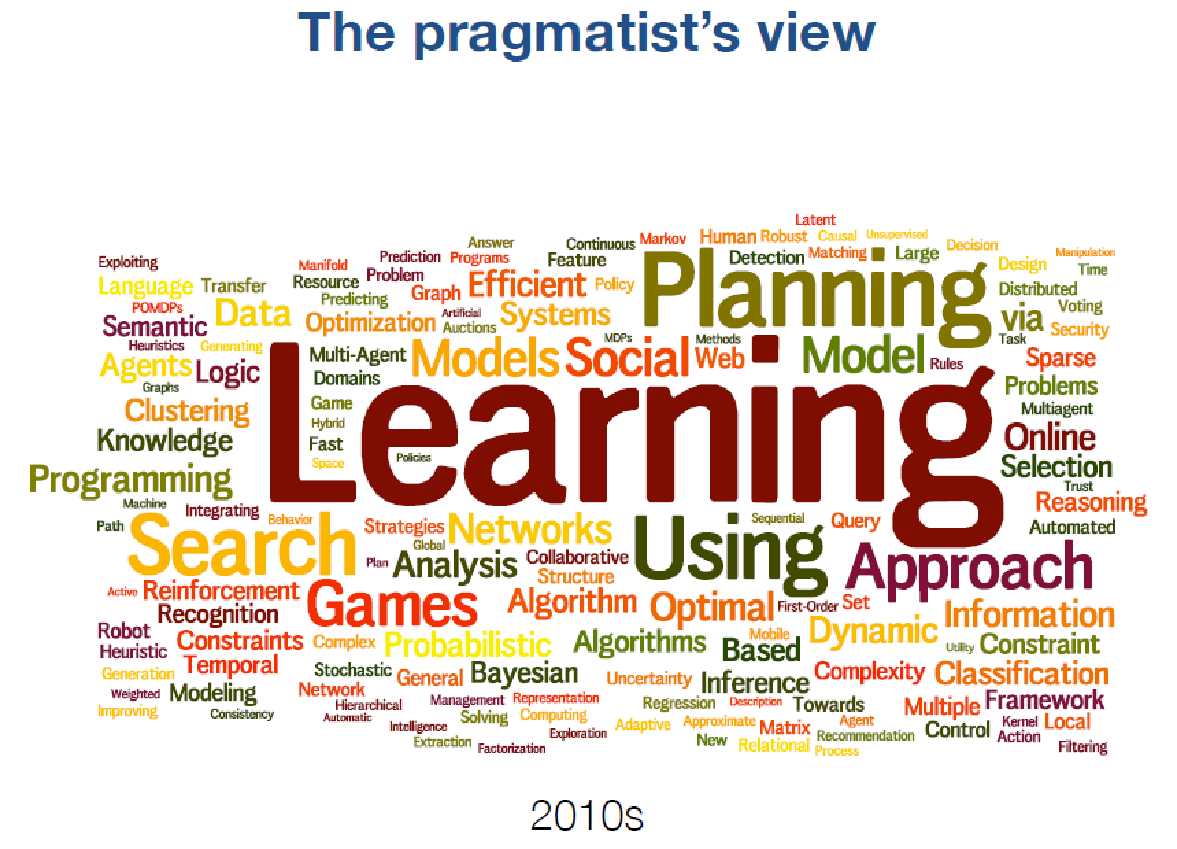 The pragmatist's view
Latent
Answer Continuous Markov Human Robust Causal Unsupervised
Exploiting Manifold Prediction Programs Feature Detection Matching Large Decision Manipulation
Language Transfer Resource Problem Efficient Policy Planning Design Time
POMDPs Predicting Graph Distributed
Semantic Data Optimization Artificial Auctions Systems via Voting
Heuristics Generating MDPs Methods Task Security
Agents Logic Multi-Agent Models Social Web Model Rules Sparse
Graphs Domains Problems
Clustering Game Learning Multiagent
Knowledge Hybrid Fast Online
Programming Space Policies Selection
Machine Integrating Trust Reasoning
Path Search Behavior Strategies Networks Using Sequential Query Automated
Global Plan Analysis Collaborative Approach
Active Reinforcement Structure
Recognition Games Algorithm Optimal First-Order Set Information
Robot Constraints Complex Probabilistic Algorithms Mobile Dynamic Utility Constraint
Heuristic Temporal Based
Generation Stochastic General Bayesian Uncertainty Inference Complexity Classification
Weighted Modeling Network Management Representation Regression Description Towards Multiple Framework
Improving Consistency Hierarchical Automatic Solving Computing Adaptive Approximate Matrix Agent Control Kernel Local
Intelligence Exploration Recommendation Action
Extraction Factorization New Relational Process Filtering
2010s